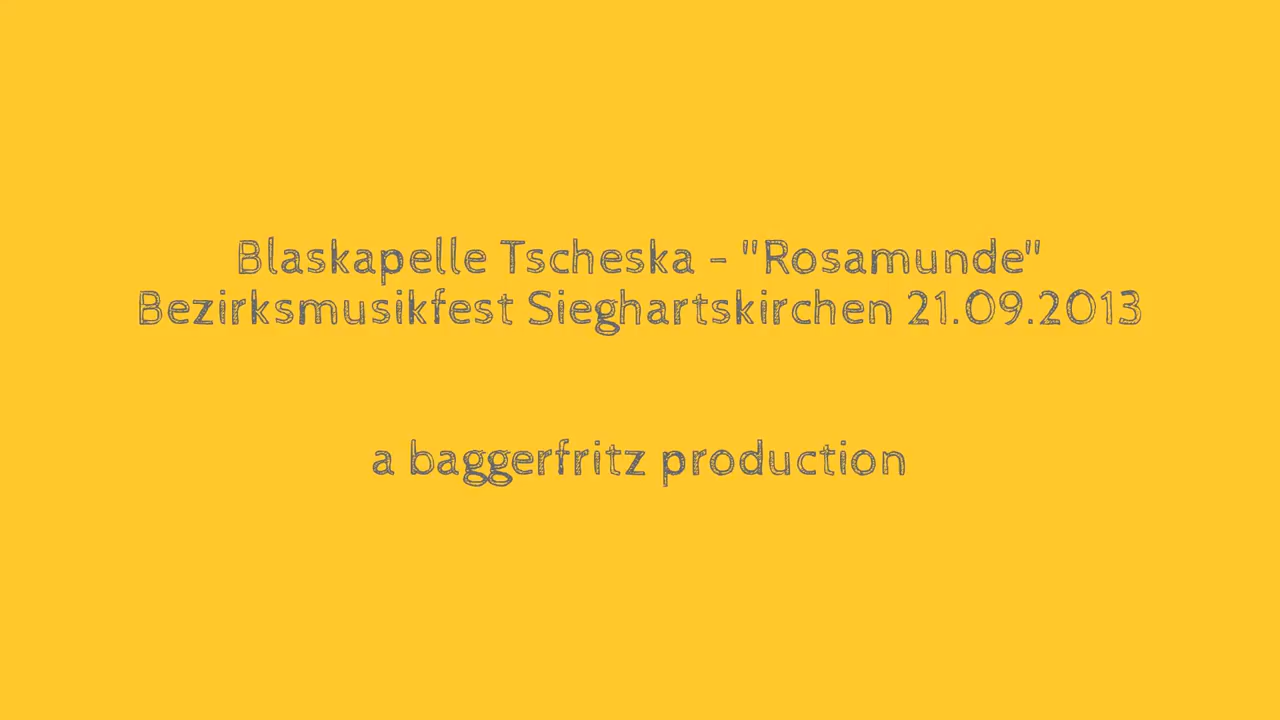 Blaskapelle Tscheska - "Rosamunde"
Bezirksmusikfest Sieghartskirchen 21.09.2013
a baggerfritz production